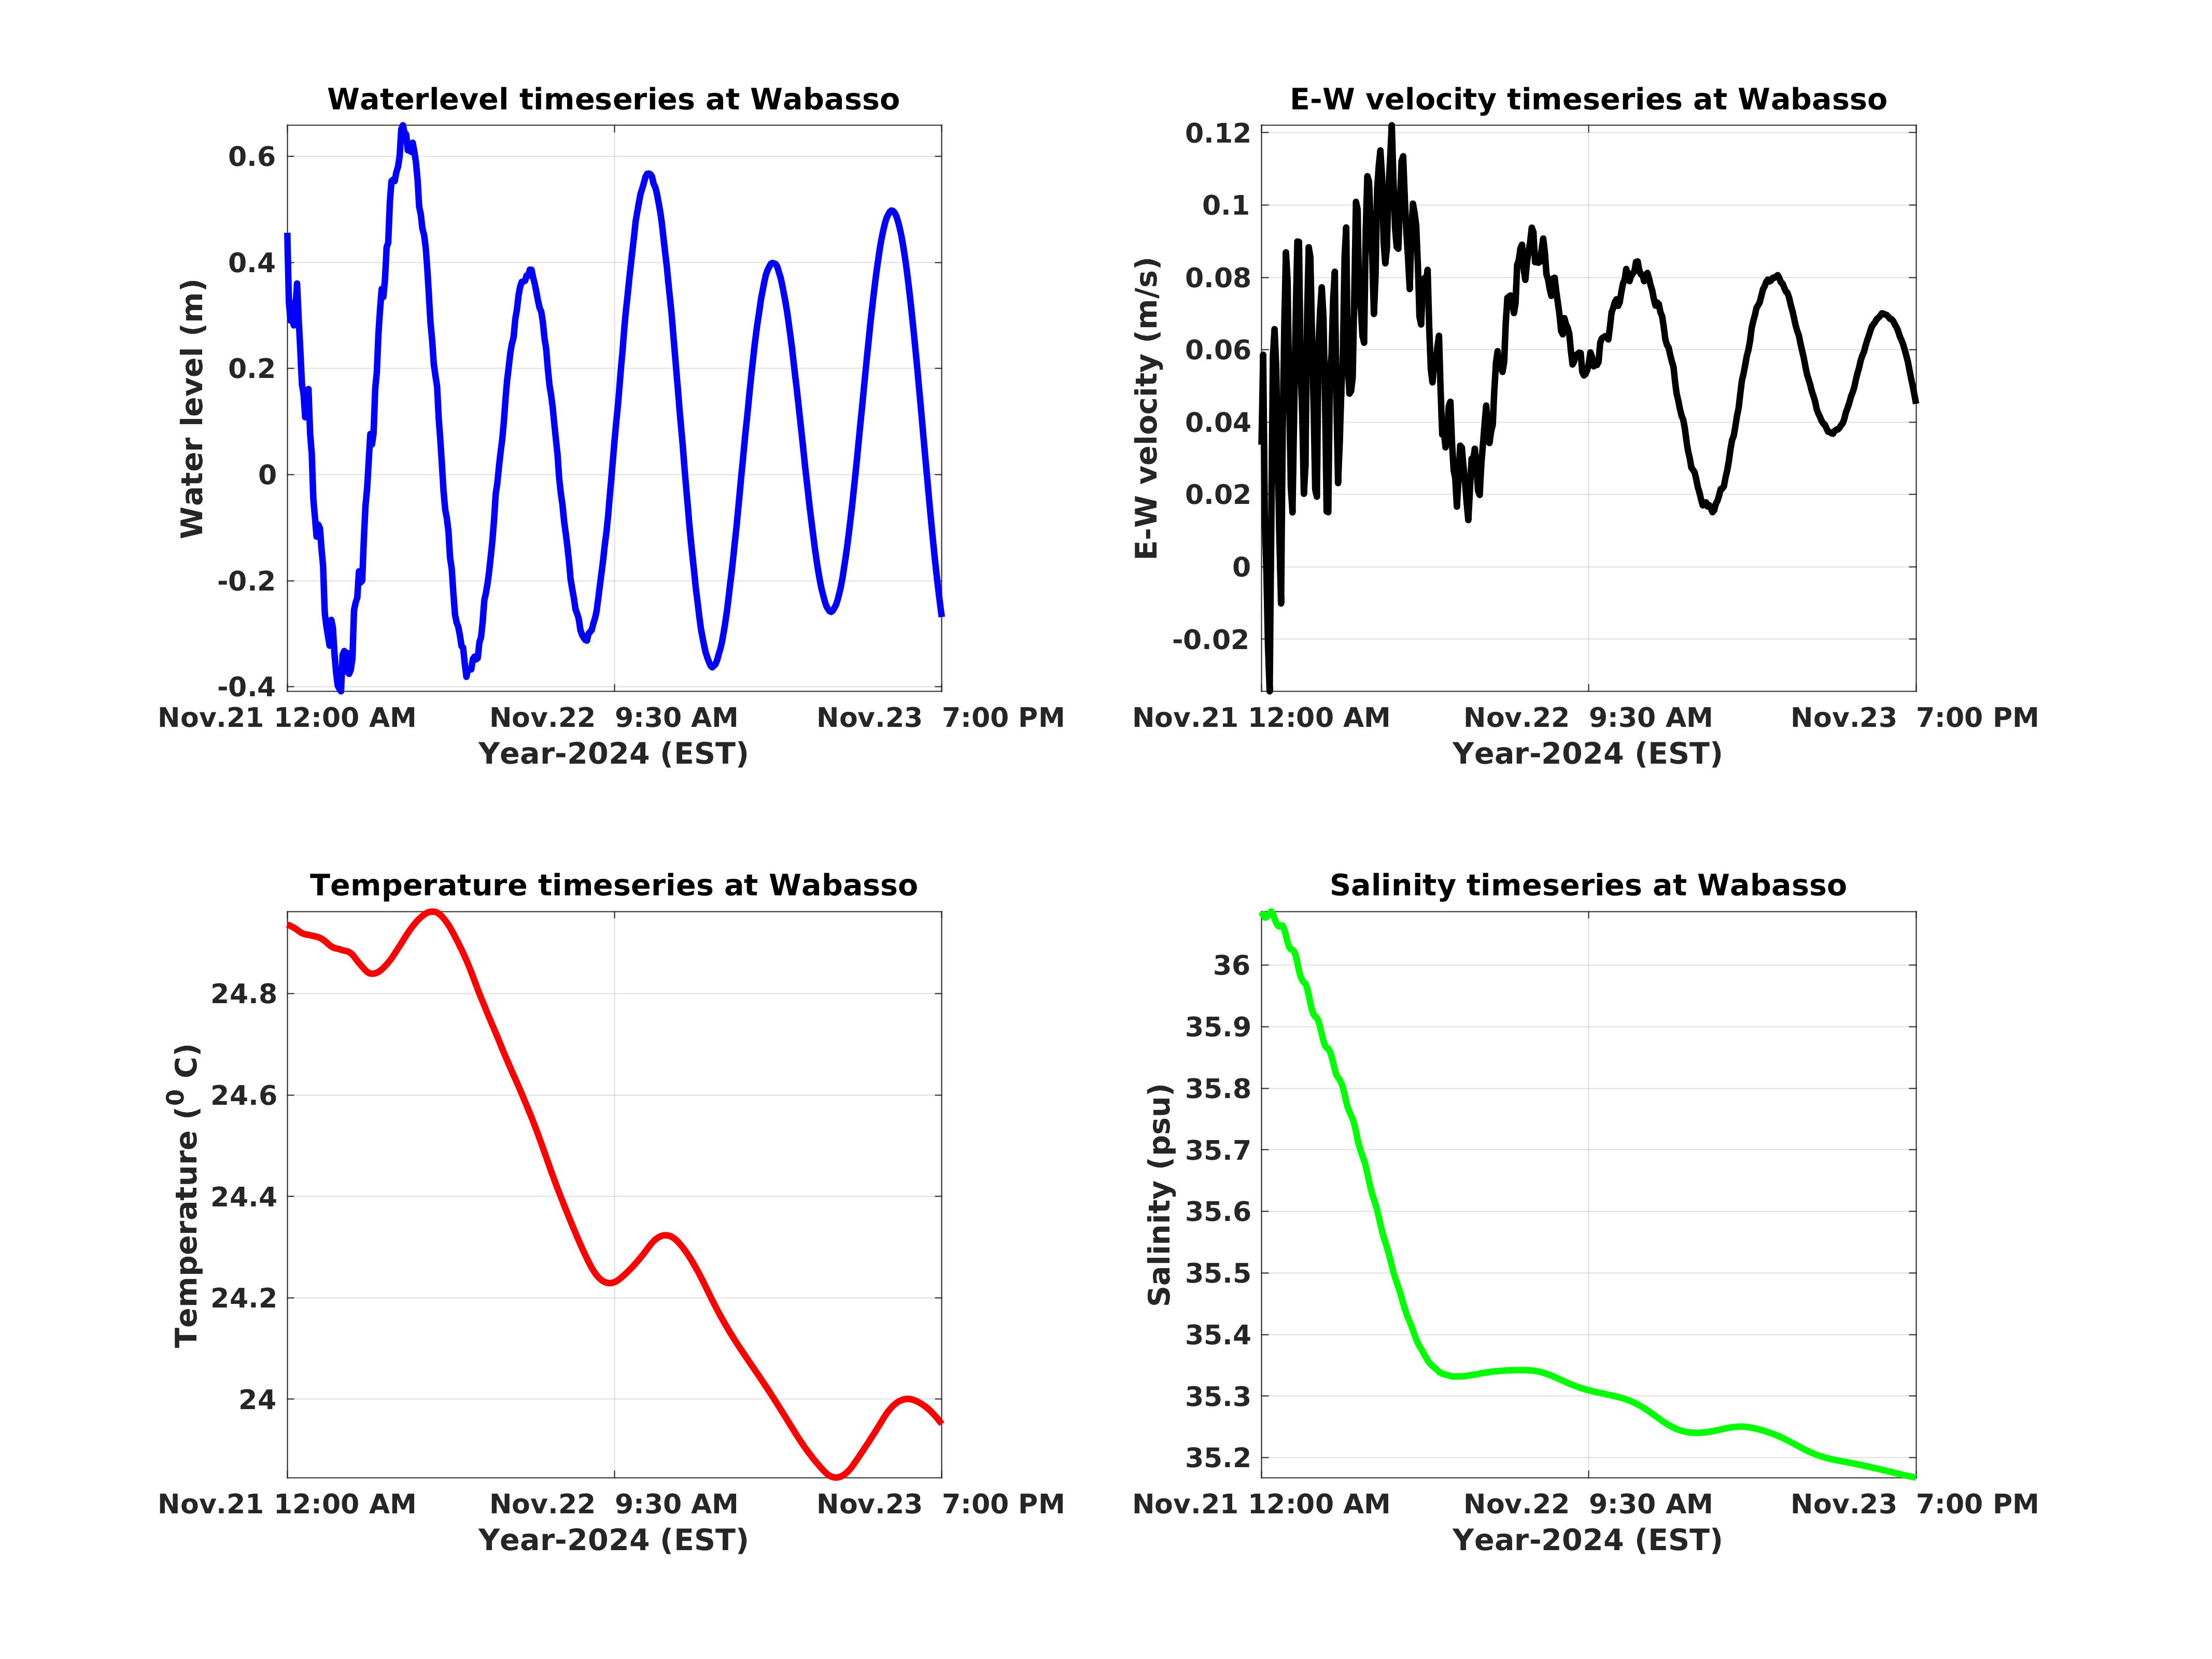 Waterlevel timeseries at Wabasso
0.6
0.4
0.2
0
-0.2
-0.4
Water level (m)
Nov.21 12:00 AM
Nov.22 9:30 AM
Nov.23 7:00 PM
Year-2024 (EST)
E-W velocity timeseries at Wabasso
0.12
0.1
0.08
0.06
0.04
0.02
0
-0.02
E-W velocity (m/s)
Nov.21 12:00 AM
Nov.22 9:30 AM
Nov.23 7:00 PM
Year-2024 (EST)
Temperature timeseries at Wabasso
24.8
24.6
24.4
24.2
24
Temperature (⁰ C)
Nov.21 12:00 AM
Nov.22 9:30 AM
Nov.23 7:00 PM
Year-2024 (EST)
Salinity timeseries at Wabasso
36
35.9
35.8
35.7
35.6
35.5
35.4
35.3
35.2
Salinity (psu)
Nov.21 12:00 AM
Nov.22 9:30 AM
Nov.23 7:00 PM
Year-2024 (EST)